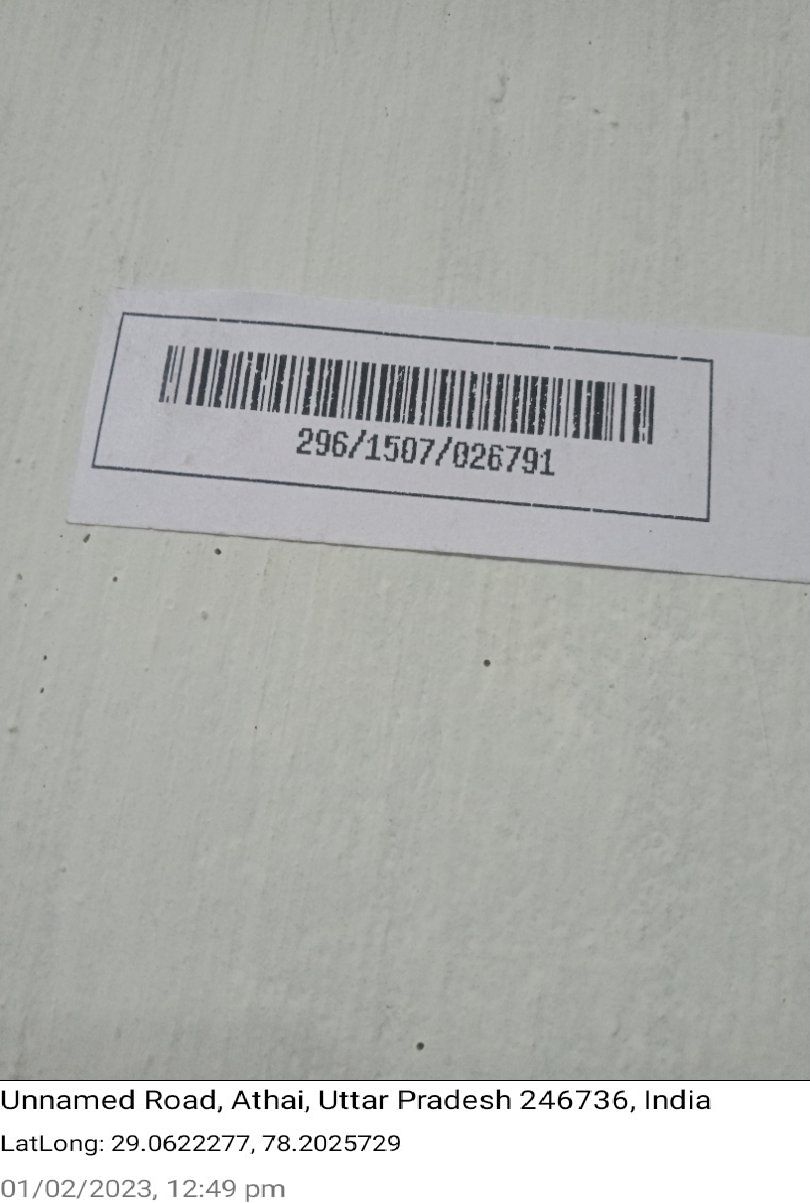 296/1507/026791
Unnamed Road, Athai, Uttar Pradesh 246736, India
LatLong: 29.0622277, 78.2025729
01/02/2023, 12:49 pm